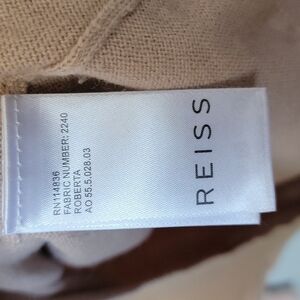 REISS
RN114836
FABRIC NUMBER: 2240
ROBERTA
AO 55.5.028.03